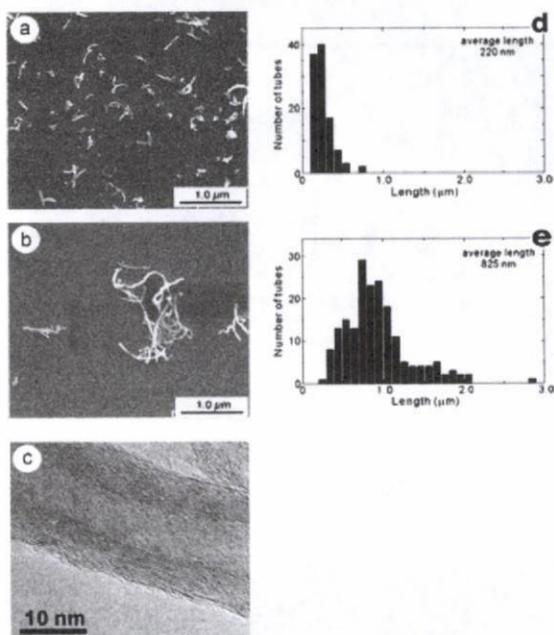 a
1.0 µm
b
1.0 µm
c
10 nm
d
average length
220 nm
Number of tubes
40
20
0
0
1.0
2.0
3.0
Length (µm)
e
average length
825 nm
Number of tubes
30
20
10
0
0
1.0
2.0
3.0
Length (µm)